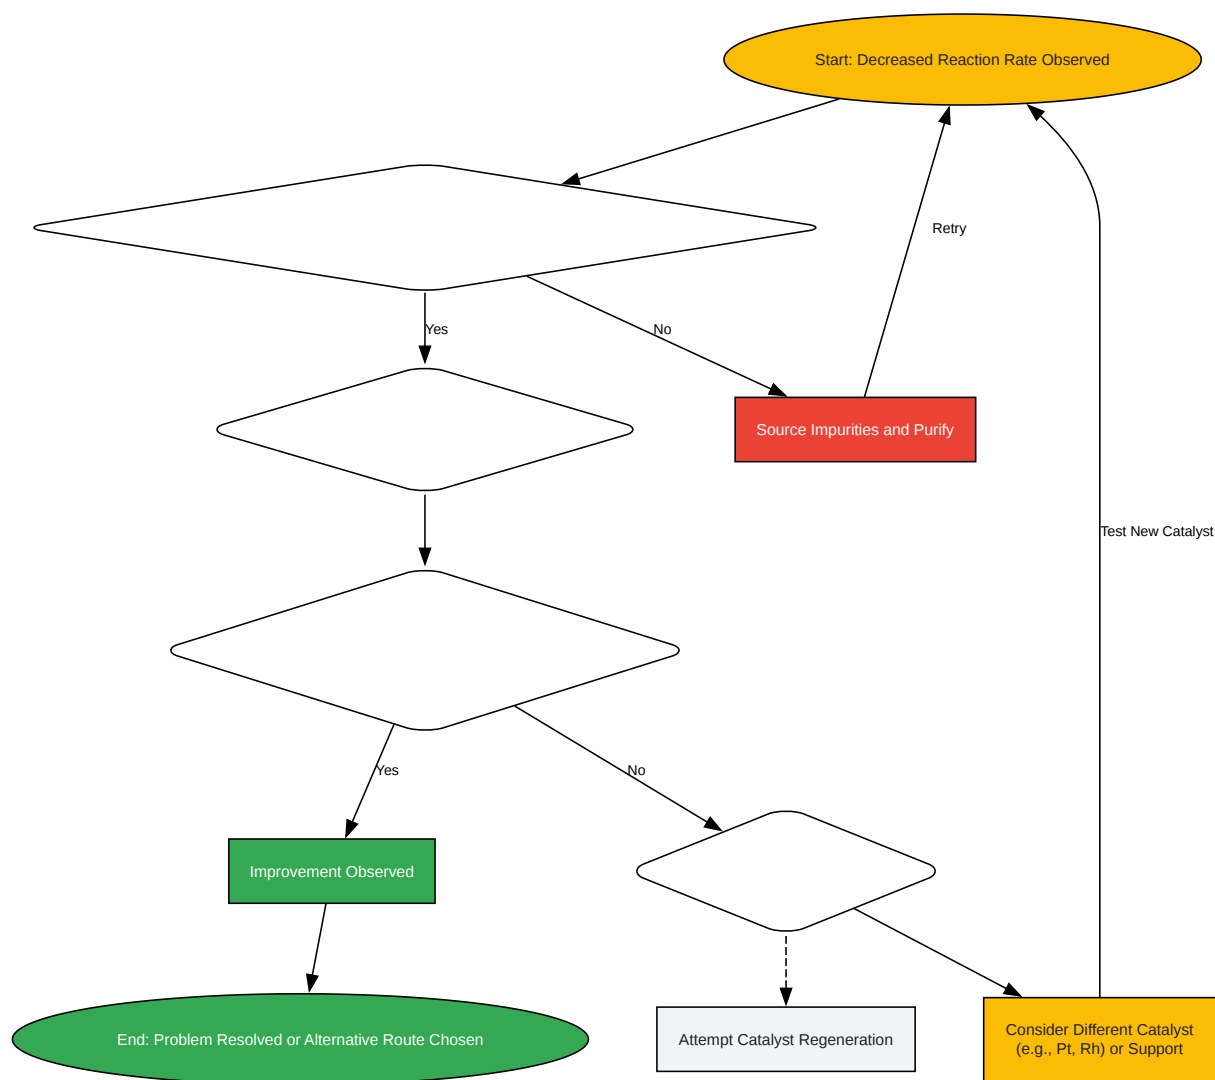 Start: Decreased Reaction Rate Observed
Retry
Yes
No
Source Impurities and Purify
Test New Catalyst
Yes
No
Improvement Observed
End: Problem Resolved or Alternative Route Chosen
Attempt Catalyst Regeneration
Consider Different Catalyst
(e.g., Pt, Rh) or Support